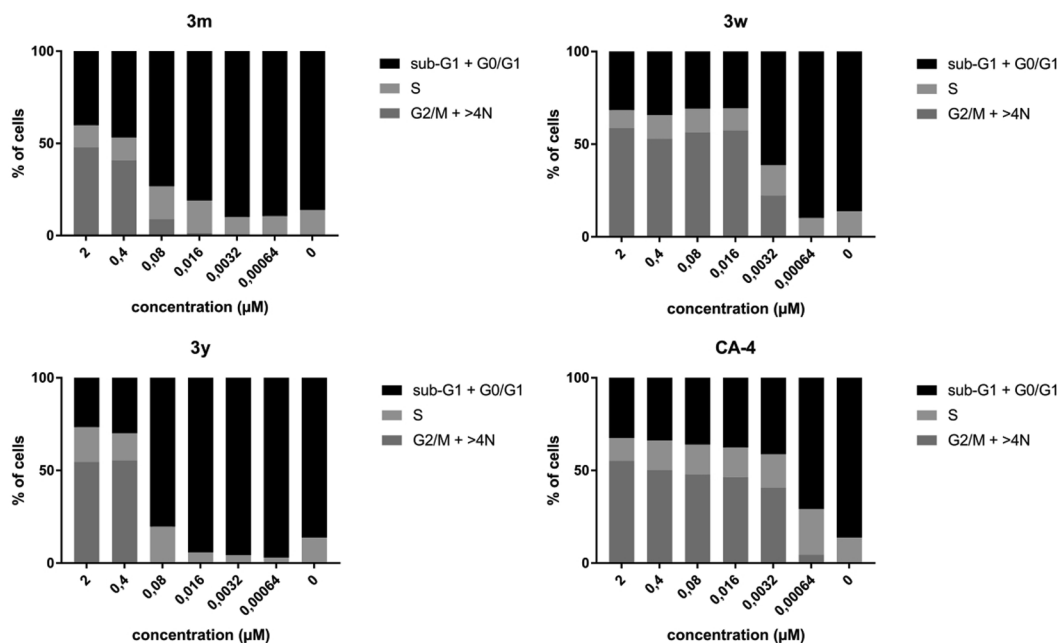 3m
100
50
0
% of cells
2
0,4
0,08
0,016
0,0032
0,00064
0
concentration (µM)
sub-G1 + G0/G1
S
G2/M + >4N
3w
100
50
0
% of cells
2
0,4
0,08
0,016
0,0032
0,00064
0
concentration (µM)
sub-G1 + G0/G1
S
G2/M + >4N
3y
100
50
0
% of cells
2
0,4
0,08
0,016
0,0032
0,00064
0
concentration (µM)
sub-G1 + G0/G1
S
G2/M + >4N
CA-4
100
50
0
% of cells
2
0,4
0,08
0,016
0,0032
0,00064
0
concentration (µM)
sub-G1 + G0/G1
S
G2/M + >4N